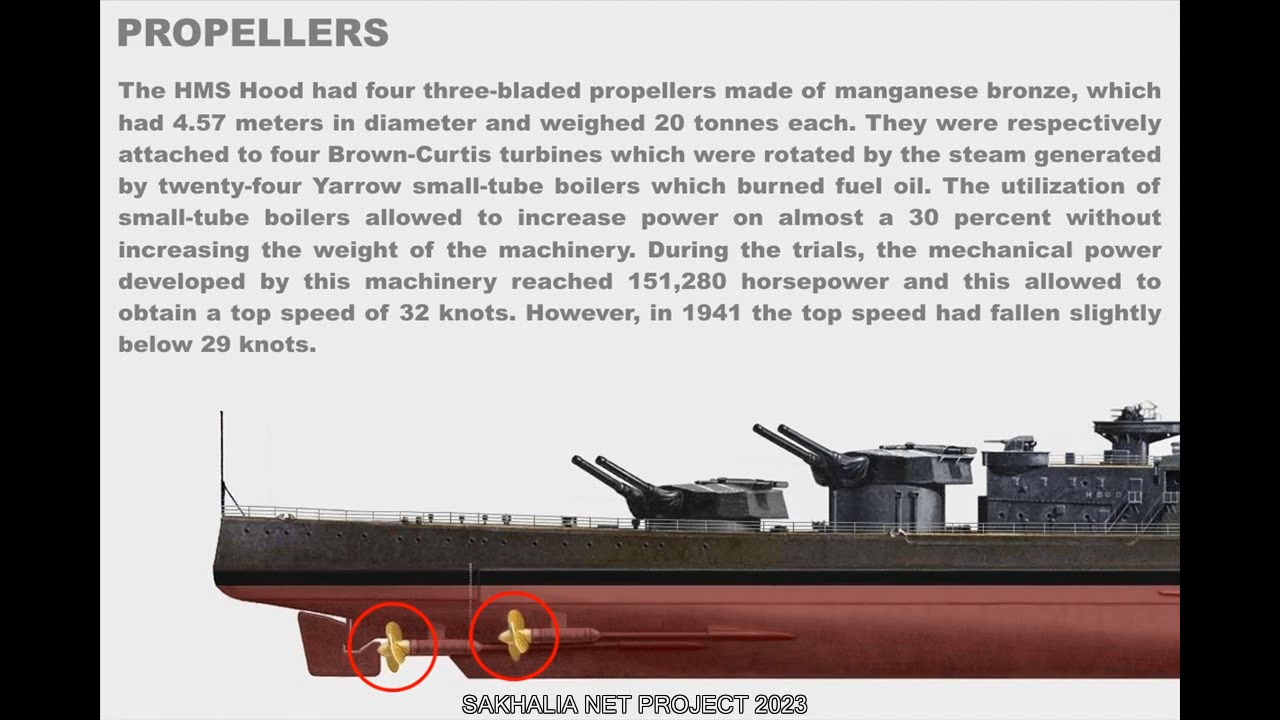 PROPELLERS
The HMS Hood had four three-bladed propellers made of manganese bronze, which
had 4.57 meters in diameter and weighed 20 tonnes each. They were respectively
attached to four Brown-Curtis turbines which were rotated by the steam generated
by twenty-four Yarrow small-tube boilers which burned fuel oil. The utilization of
small-tube boilers allowed to increase power on almost a 30 percent without
increasing the weight of the machinery. During the trials, the mechanical power
developed by this machinery reached 151,280 horsepower and this allowed to
obtain a top speed of 32 knots. However, in 1941 the top speed had fallen slightly
below 29 knots.
HOOD
SAKHALIA NET PROJECT 2023